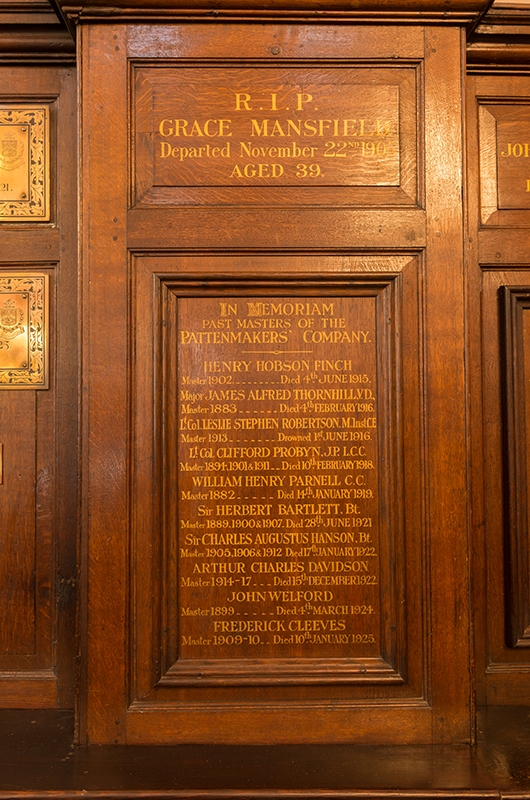 R.I.P.
GRACE MANSFIELD
Departed November 22ND
AGED 39.
IN MEMORIAM
PAST MASTERS OF THE
PATTENMAKERS' COMPANY.
HENRY HOBSON FINCH
Master 1902. Died 4th JUNE 1915.
Major JAMES ALFRED THORNHILL, V.D.,
Master 1883 Died 4th FEBRUARY 1916.
Lt Col. LESLIE STEPHEN ROBERTSON, M.Inst.C.E.
Master 1913 Drowned 1st JUNE 1916.
Lt Col. CLIFFORD PROBYN, J.P. L.C.C.
Master 1894, 1901 & 1911 Died 10th FEBRUARY 1918.
WILLIAM HENRY PARNELL C.C.
Master 1882 Died 14th JANUARY 1919.
Sir HERBERT BARTLETT, Bt.
Master 1889, 1900 & 1907. Died 28th JUNE 1921
Sir CHARLES AUGUSTUS HANSON, Bt.
Master 1905, 1906 & 1912 Died 17th JANUARY 1922.
ARTHUR CHARLES DAVIDSON
Master 1914-17 Died 15th DECEMBER 1922.
JOHN WELFORD
Master 1899 Died 4th MARCH 1924.
FREDERICK CLEEVES
Master 1909-10 Died 10th JANUARY 1925.
21.